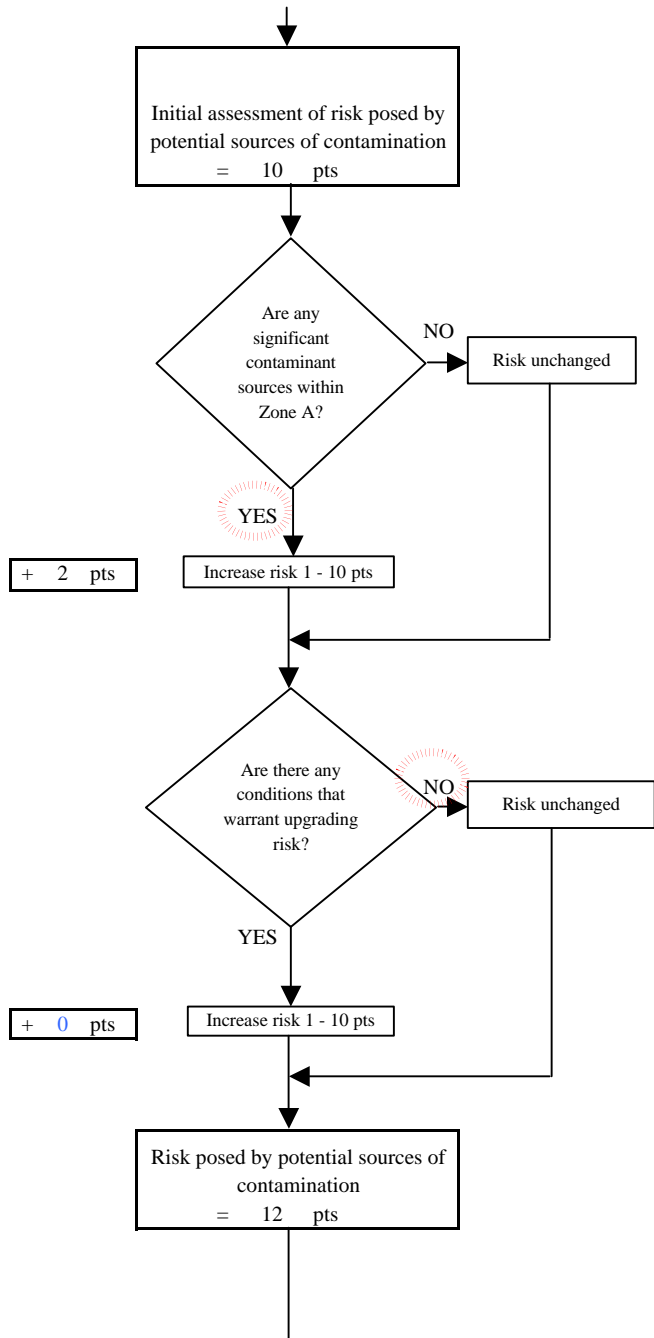 Initial assessment of risk posed by
potential sources of contamination
= 10 pts
Are any
significant
contaminant
sources within
Zone A?
NO
Risk unchanged
YES
+ 2 pts
Increase risk 1 - 10 pts
Are there any
conditions that
warrant upgrading
risk?
NO
Risk unchanged
YES
+ 0 pts
Increase risk 1 - 10 pts
Risk posed by potential sources of
contamination
= 12 pts